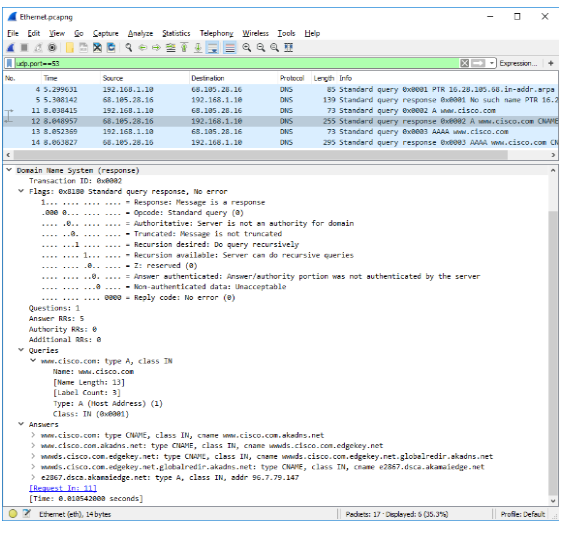 Ethernet.pcapng
File Edit View Go Capture Analyze Statistics Telephony Wireless Tools Help
udp.port==53
Expression...
+
No. Time Source Destination Protocol Length Info
4 5.299631 192.168.1.10 68.105.28.16 DNS 85 Standard query 0x0001 PTR 16.28.105.68.in-addr.arpa
5 5.308142 68.105.28.16 192.168.1.10 DNS 139 Standard query response 0x0001 No such name PTR 16.2
11 8.038415 192.168.1.10 68.105.28.16 DNS 73 Standard query 0x0002 A www.cisco.com
12 8.048957 68.105.28.16 192.168.1.10 DNS 255 Standard query response 0x0002 A www.cisco.com CNAME
13 8.052369 192.168.1.10 68.105.28.16 DNS 73 Standard query 0x0003 AAAA www.cisco.com
14 8.063827 68.105.28.16 192.168.1.10 DNS 295 Standard query response 0x0003 AAAA www.cisco.com CN
Domain Name System (response)
Transaction ID: 0x0002
Flags: 0x8180 Standard query response, No error
1... .... .... .... = Response: Message is a response
.000 0... .... .... = Opcode: Standard query (0)
.... .0.. .... .... = Authoritative: Server is not an authority for domain
.... ..0. .... .... = Truncated: Message is not truncated
.... ...1 .... .... = Recursion desired: Do query recursively
.... .... 1... .... = Recursion available: Server can do recursive queries
.... .... .0.. .... = Z: reserved (0)
.... .... ..0. .... = Answer authenticated: Answer/authority portion was not authenticated by the server
.... .... ...0 .... = Non-authenticated data: Unacceptable
.... .... .... 0000 = Reply code: No error (0)
Questions: 1
Answer RRs: 5
Authority RRs: 0
Additional RRs: 0
Queries
www.cisco.com: type A, class IN
Name: www.cisco.com
[Name Length: 13]
[Label Count: 3]
Type: A (Host Address) (1)
Class: IN (0x0001)
Answers
> www.cisco.com: type CNAME, class IN, cname www.cisco.com.akadns.net
> www.cisco.com.akadns.net: type CNAME, class IN, cname wwwds.cisco.com.edgekey.net
> wwwds.cisco.com.edgekey.net: type CNAME, class IN, cname wwwds.cisco.com.edgekey.net.globalredir.akadns.net
> wwwds.cisco.com.edgekey.net.globalredir.akadns.net: type CNAME, class IN, cname e2867.dsca.akamaiedge.net
> e2867.dsca.akamaiedge.net: type A, class IN, addr 96.7.79.147
[Request In: 11]
[Time: 0.010542000 seconds]
Ethernet (eth), 14 bytes
Packets: 17 · Displayed: 6 (35.3%)
Profile: Default